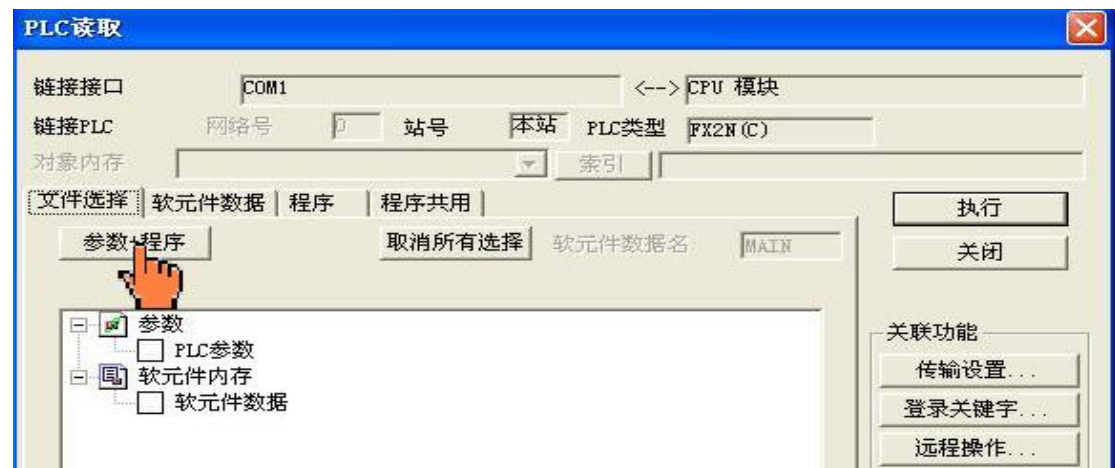 PLC读取
链接接口 COM1 <--> CPU 模块
链接PLC 网络号 0 站号 本站 PLC类型 FX2N(C)
对象内存 索引
文件选择 软元件数据 程序 程序共用
执行
参数+程序 取消所有选择 软元件数据名 MAIN
关闭
参数
PLC参数
软元件内存
软元件数据
关联功能
传输设置...
登录关键字...
远程操作...